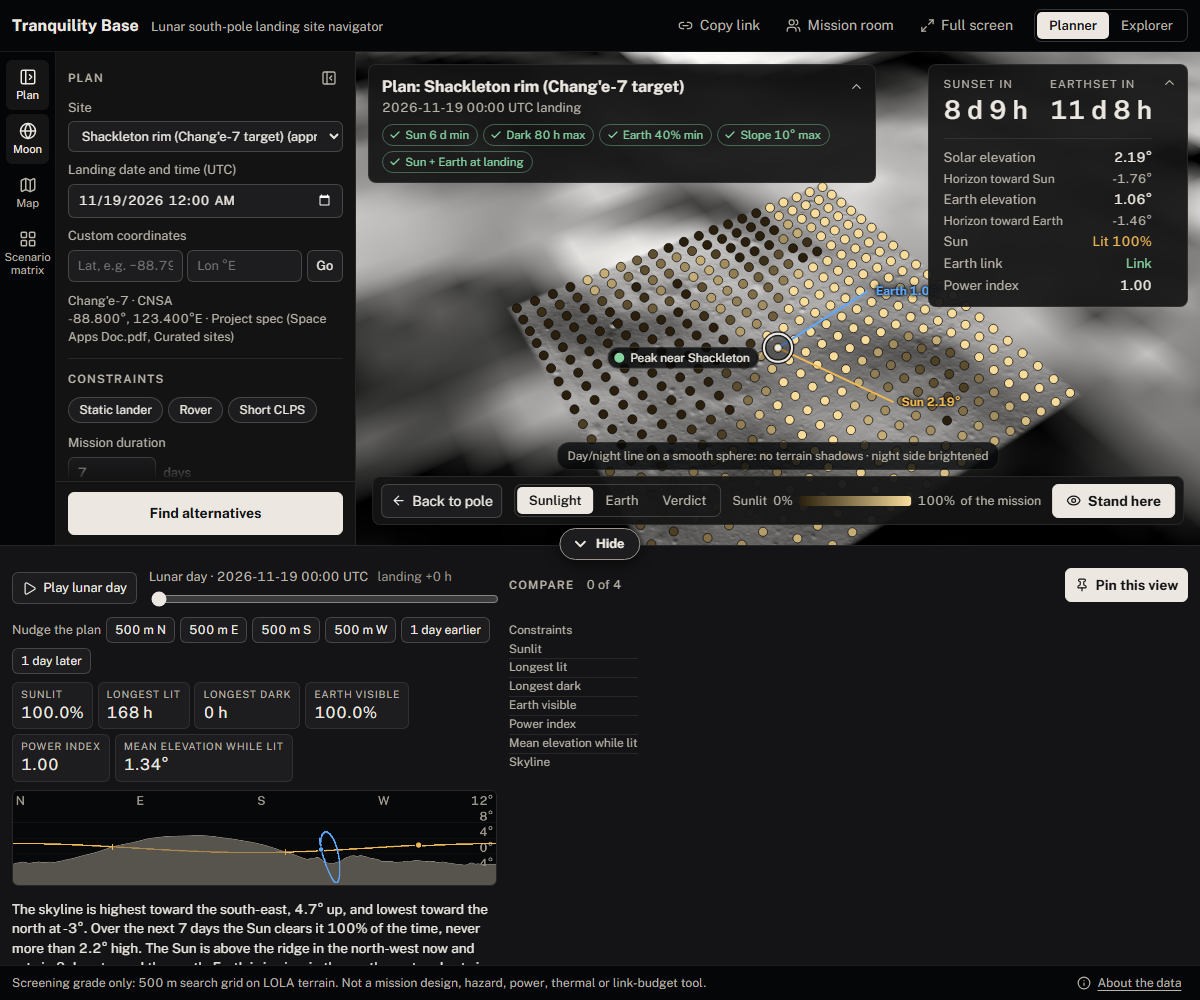 Tranquility Base Lunar south-pole landing site navigator
Copy link Mission room Full screen Planner Explorer
Plan
Moon
Map
Scenario
matrix
PLAN
Site
Shackleton rim (Chang'e-7 target) (appr
Landing date and time (UTC)
11/19/2026 12:00 AM
Custom coordinates
Lat, e.g. −88.79 Lon °E Go
Chang'e-7 · CNSA
-88.800°, 123.400°E · Project spec (Space
Apps Doc.pdf, Curated sites)
CONSTRAINTS
Static lander Rover Short CLPS
Mission duration
7 days
Find alternatives
Plan: Shackleton rim (Chang'e-7 target)
2026-11-19 00:00 UTC landing
Sun 6 d min Dark 80 h max Earth 40% min Slope 10° max
Sun + Earth at landing
SUNSET IN EARTHSET IN
8 d 9 h 11 d 8 h
Solar elevation 2.19°
Horizon toward Sun -1.76°
Earth elevation 1.06°
Horizon toward Earth -1.46°
Sun Lit 100%
Earth link Link
Power index 1.00
Earth 1.0
Peak near Shackleton
Sun 2.19°
Day/night line on a smooth sphere: no terrain shadows · night side brightened
Back to pole Sunlight Earth Verdict Sunlit 0% 100% of the mission Stand here
Hide
Play lunar day Lunar day · 2026-11-19 00:00 UTC landing +0 h
Nudge the plan 500 m N 500 m E 500 m S 500 m W 1 day earlier
1 day later
SUNLIT 100.0%
LONGEST LIT 168 h
LONGEST DARK 0 h
EARTH VISIBLE 100.0%
POWER INDEX 1.00
MEAN ELEVATION WHILE LIT 1.34°
N E S W 12°
8°
4°
0°
4°
The skyline is highest toward the south-east, 4.7° up, and lowest toward the
north at -3°. Over the next 7 days the Sun clears it 100% of the time, never
more than 2.2° high. The Sun is above the ridge in the north-west now and
COMPARE 0 of 4 Pin this view
Constraints
Sunlit
Longest lit
Longest dark
Earth visible
Power index
Mean elevation while lit
Skyline
Screening grade only: 500 m search grid on LOLA terrain. Not a mission design, hazard, power, thermal or link-budget tool.
About the data